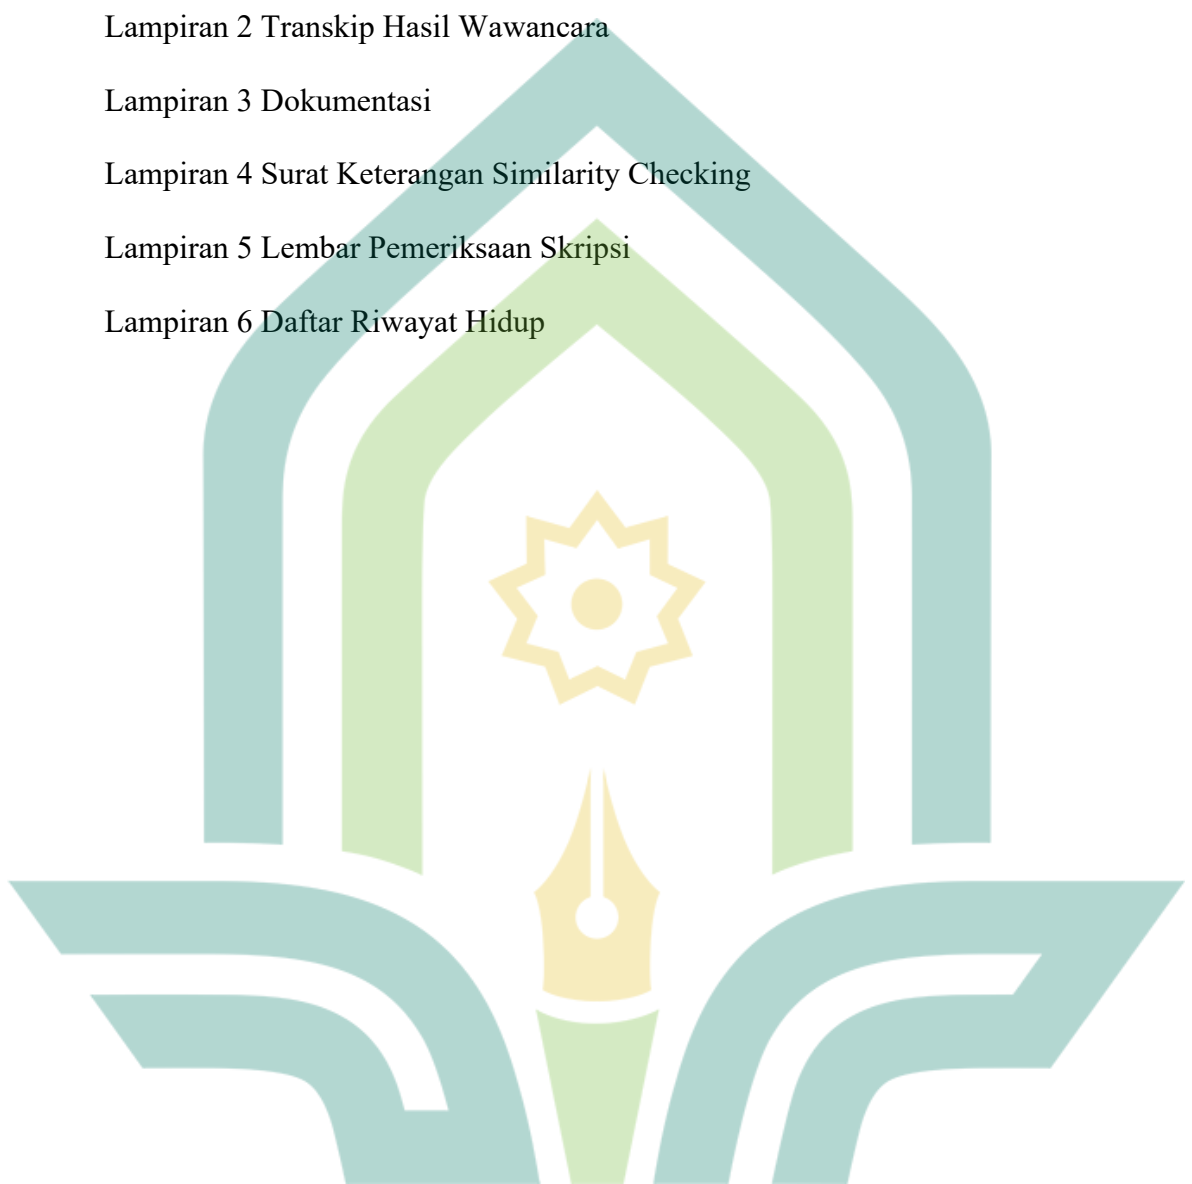 Lampiran 2 Transkip Hasil Wawancara
Lampiran 3 Dokumentasi
Lampiran 4 Surat Keterangan Similarity Checking
Lampiran 5 Lembar Pemeriksaan Skripsi
Lampiran 6 Daftar Riwayat Hidup